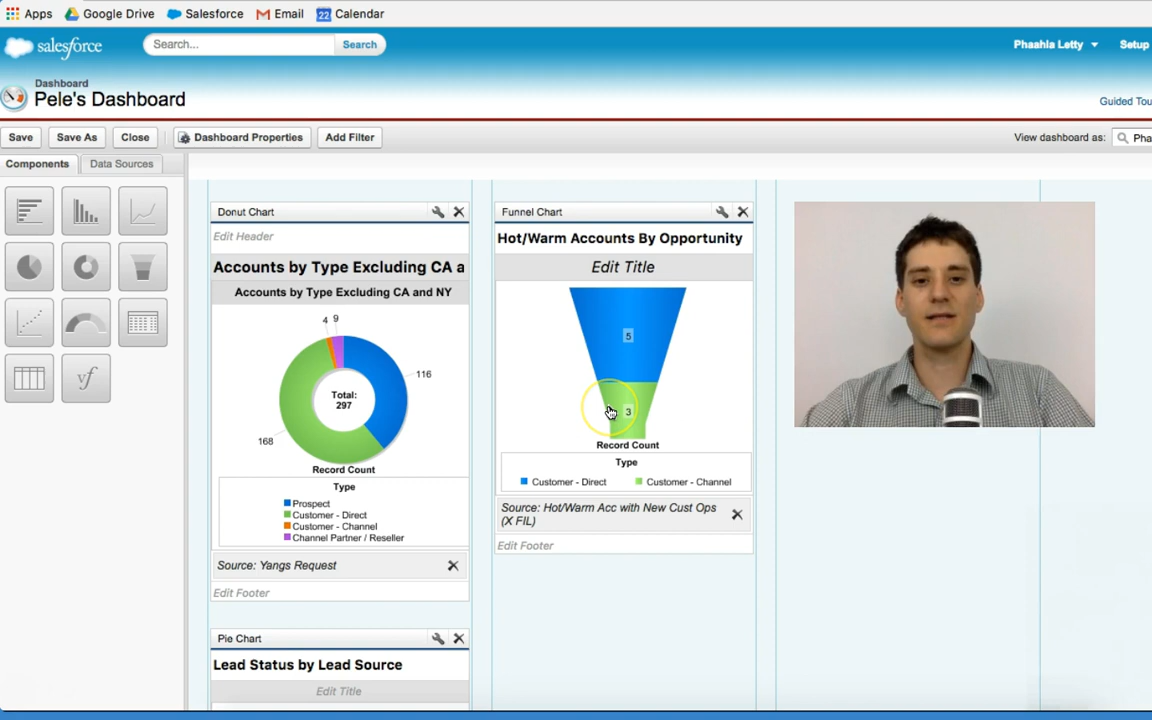 Apps Google Drive Salesforce Email 22 Calendar
salesforce Search... Search Phaahla Letty Setup
Dashboard
Pele's Dashboard
Guided Tou
Save Save As Close Dashboard Properties Add Filter View dashboard as: Pha
Components Data Sources
Donut Chart
Edit Header
Accounts by Type Excluding CA a
Accounts by Type Excluding CA and NY
4 9
116
Total:
297
168
Record Count
Type
Prospect
Customer - Direct
Customer - Channel
Channel Partner / Reseller
Source: Yangs Request
Edit Footer
Pie Chart
Lead Status by Lead Source
Edit Title
Funnel Chart
Hot/Warm Accounts By Opportunity
Edit Title
5
3
Record Count
Type
Customer - Direct Customer - Channel
Source: Hot/Warm Acc with New Cust Ops
(X FIL)
Edit Footer
vf